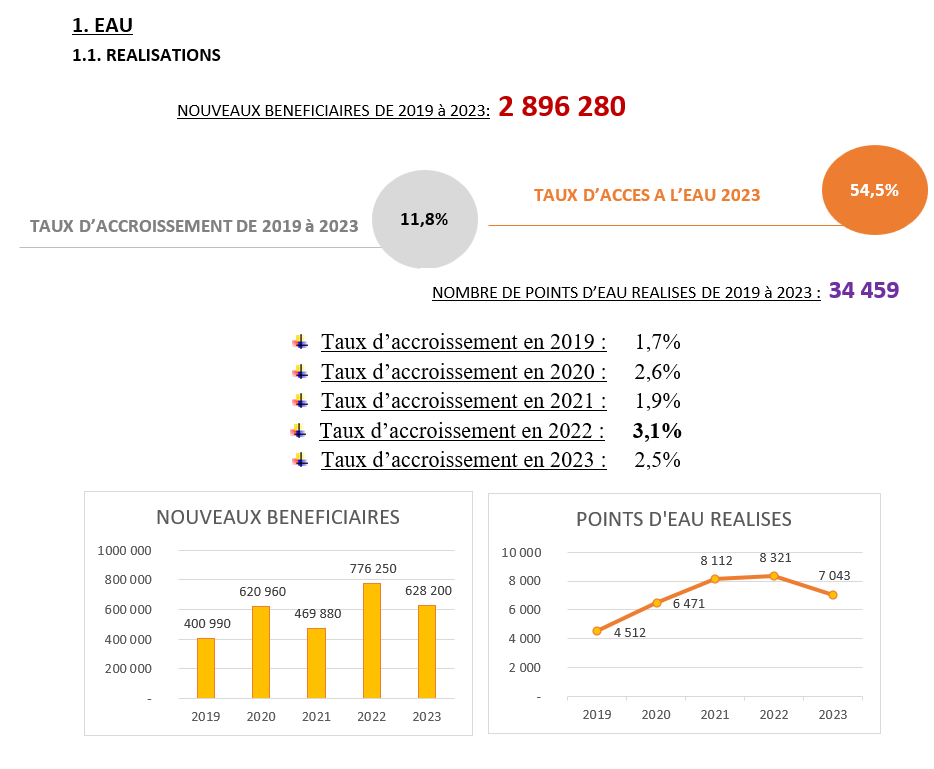 1. EAU
1.1. REALISATIONS
NOUVEAUX BENEFICIAIRES DE 2019 à 2023: 2 896 280
TAUX D'ACCES A L'EAU 2023 54,5%
TAUX D'ACCROISSEMENT DE 2019 à 2023 11,8%
NOMBRE DE POINTS D'EAU REALISES DE 2019 à 2023 : 34 459
Taux d'accroissement en 2019 : 1,7%
Taux d'accroissement en 2020 : 2,6%
Taux d'accroissement en 2021 : 1,9%
Taux d'accroissement en 2022 : 3,1%
Taux d'accroissement en 2023 : 2,5%
NOUVEAUX BENEFICIAIRES
1000 000
800 000
600 000
400 000
200 000
-
400 990
620 960
469 880
776 250
628 200
2019 2020 2021 2022 2023
POINTS D'EAU REALISES
10 000
8 000
6 000
4 000
2 000
-
4 512
6 471
8 112
8 321
7 043
2019 2020 2021 2022 2023